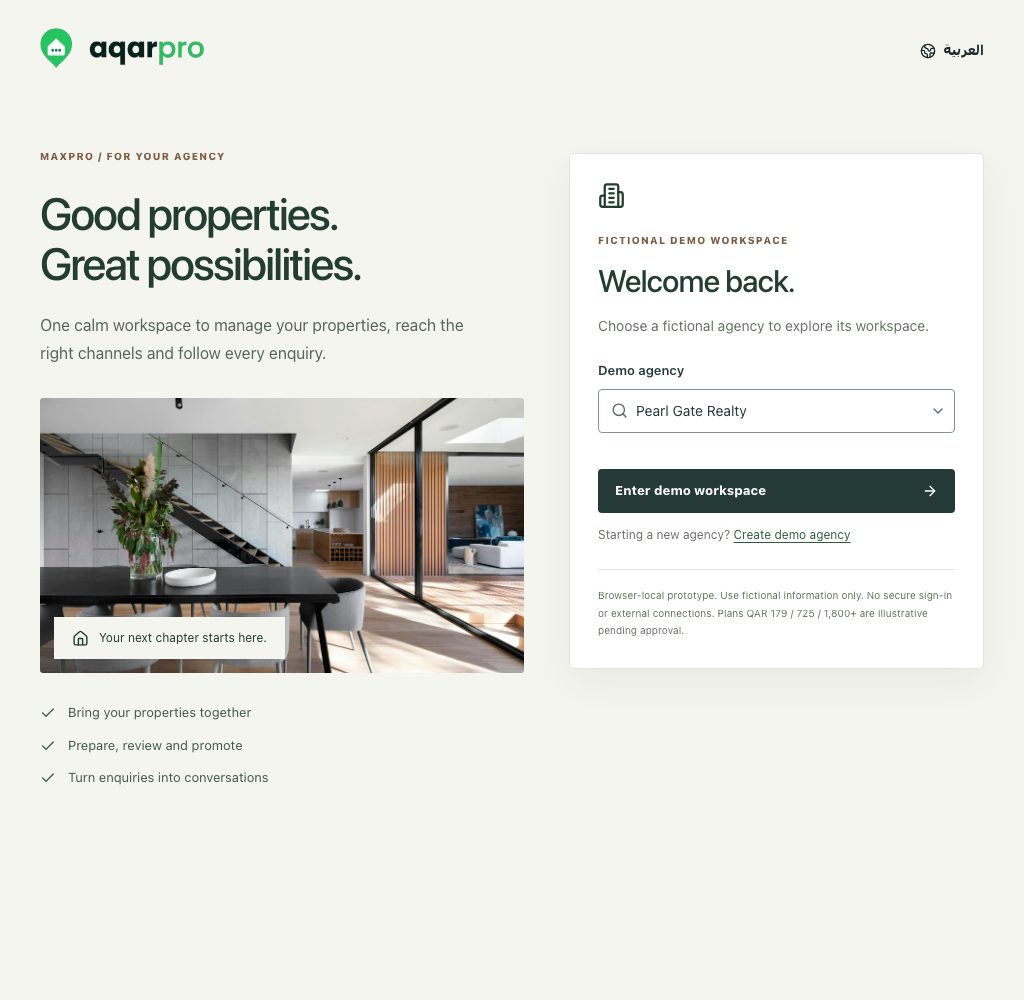 aqarpro
العربية
MAXPRO / FOR YOUR AGENCY
Good properties.
Great possibilities.
One calm workspace to manage your properties, reach the
right channels and follow every enquiry.
Your next chapter starts here.
Bring your properties together
Prepare, review and promote
Turn enquiries into conversations
FICTIONAL DEMO WORKSPACE
Welcome back.
Choose a fictional agency to explore its workspace.
Demo agency
Pearl Gate Realty
Enter demo workspace
Starting a new agency? Create demo agency
Browser-local prototype. Use fictional information only. No secure sign-in
or external connections. Plans QAR 179 / 725 / 1,800+ are illustrative
pending approval.